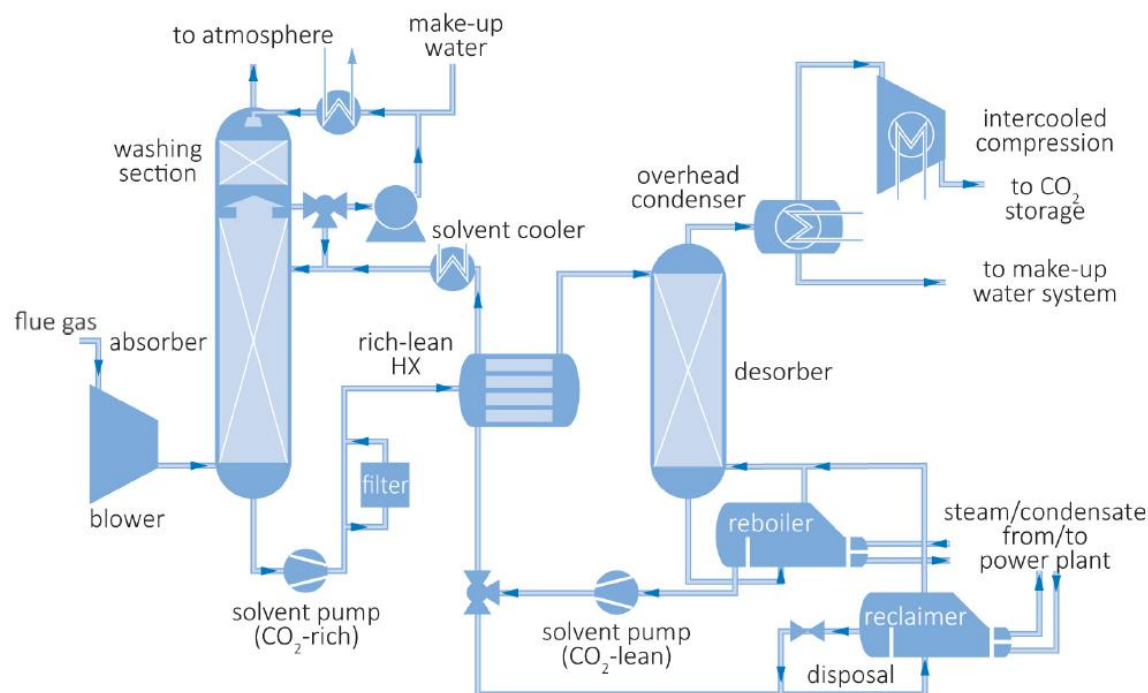 to atmosphere
make-up
water
washing
section
intercooled
compression
overhead
condenser
to CO₂
storage
solvent cooler
to make-up
water system
flue gas
absorber
rich-lean
HX
desorber
filter
blower
reboiler
steam/condensate
from/to
power plant
solvent pump
(CO₂-rich)
reclaimer
solvent pump
(CO₂-lean)
disposal